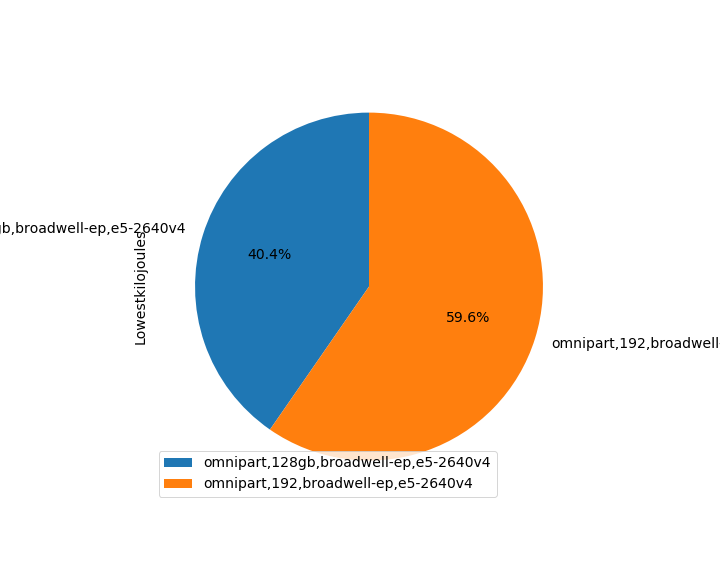 gb,broadwell-ep,e5-2640v4
Lowestkilojoules
40.4%
59.6%
omnipart,192,broadwell-
omnipart,128gb,broadwell-ep,e5-2640v4
omnipart,192,broadwell-ep,e5-2640v4